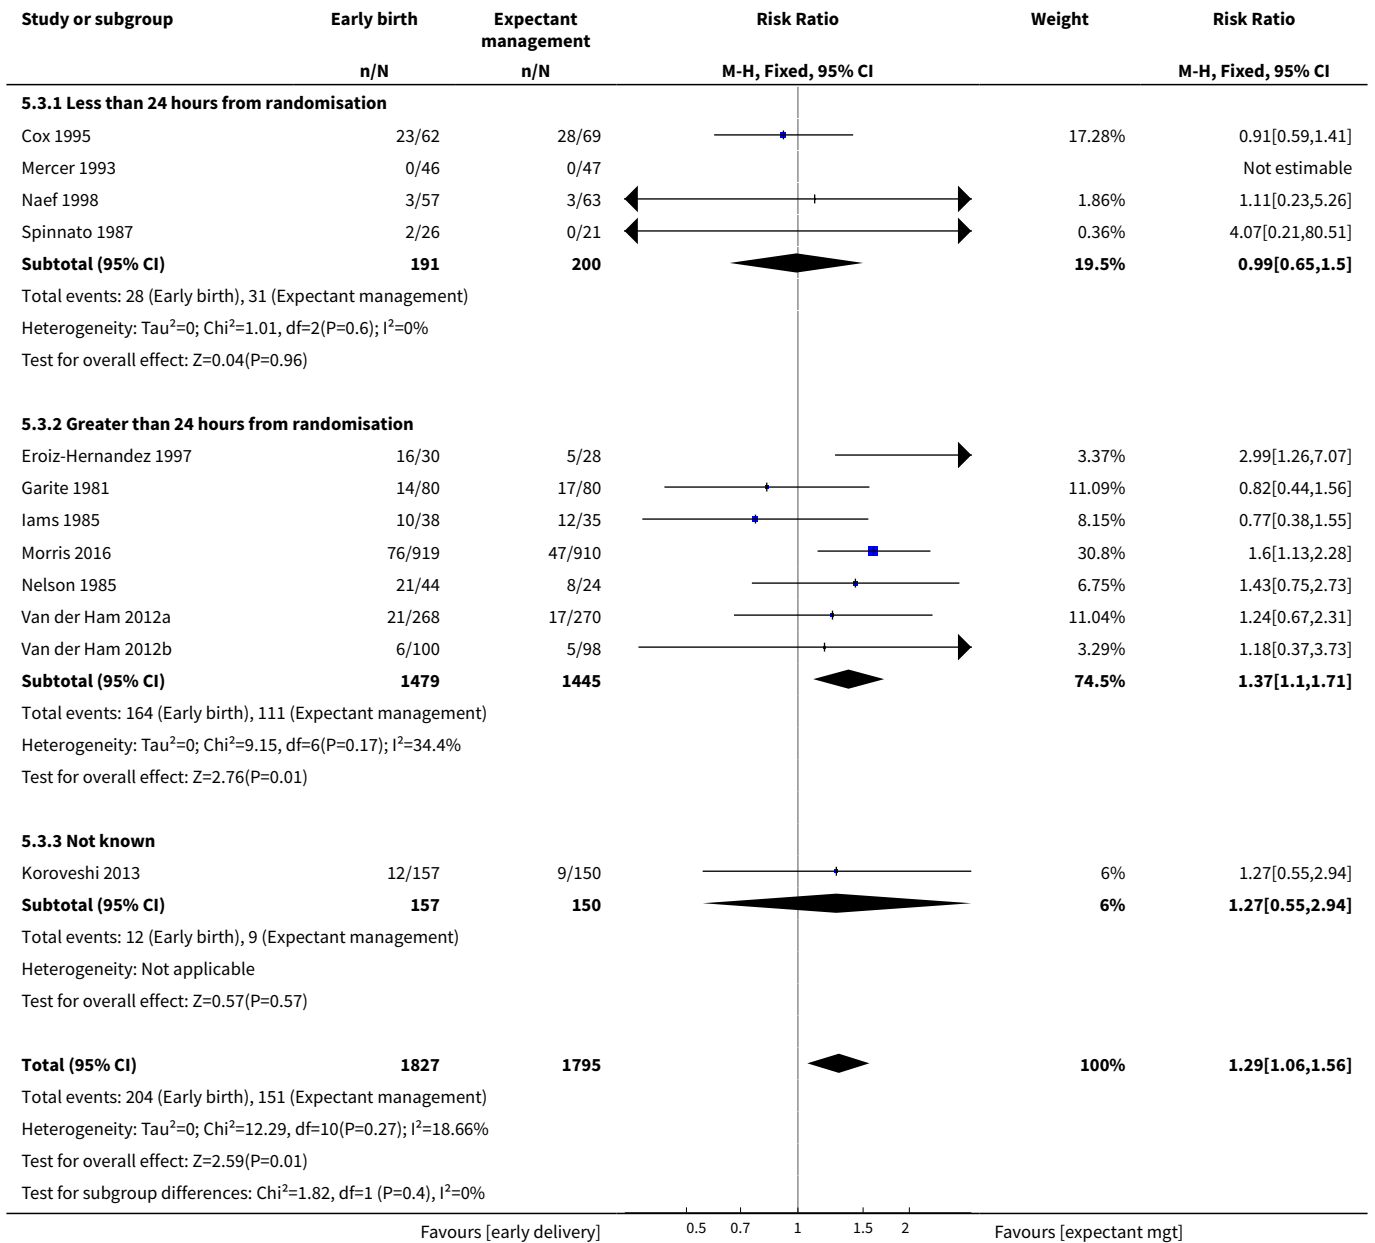 Study or subgroup Early birth Expectant management Risk Ratio Weight Risk Ratio
n/N n/N M-H, Fixed, 95% CI M-H, Fixed, 95% CI
5.3.1 Less than 24 hours from randomisation
Cox 1995 23/62 28/69 17.28% 0.91[0.59,1.41]
Mercer 1993 0/46 0/47 Not estimable
Naef 1998 3/57 3/63 1.86% 1.11[0.23,5.26]
Spinnato 1987 2/26 0/21 0.36% 4.07[0.21,80.51]
Subtotal (95% CI) 191 200 19.5% 0.99[0.65,1.5]
Total events: 28 (Early birth), 31 (Expectant management)
Heterogeneity: Tau²=0; Chi²=1.01, df=2(P=0.6); I²=0%
Test for overall effect: Z=0.04(P=0.96)
5.3.2 Greater than 24 hours from randomisation
Eroiz-Hernandez 1997 16/30 5/28 3.37% 2.99[1.26,7.07]
Garite 1981 14/80 17/80 11.09% 0.82[0.44,1.56]
Iams 1985 10/38 12/35 8.15% 0.77[0.38,1.55]
Morris 2016 76/919 47/910 30.8% 1.6[1.13,2.28]
Nelson 1985 21/44 8/24 6.75% 1.43[0.75,2.73]
Van der Ham 2012a 21/268 17/270 11.04% 1.24[0.67,2.31]
Van der Ham 2012b 6/100 5/98 3.29% 1.18[0.37,3.73]
Subtotal (95% CI) 1479 1445 74.5% 1.37[1.1,1.71]
Total events: 164 (Early birth), 111 (Expectant management)
Heterogeneity: Tau²=0; Chi²=9.15, df=6(P=0.17); I²=34.4%
Test for overall effect: Z=2.76(P=0.01)
5.3.3 Not known
Koroveshi 2013 12/157 9/150 6% 1.27[0.55,2.94]
Subtotal (95% CI) 157 150 6% 1.27[0.55,2.94]
Total events: 12 (Early birth), 9 (Expectant management)
Heterogeneity: Not applicable
Test for overall effect: Z=0.57(P=0.57)
Total (95% CI) 1827 1795 100% 1.29[1.06,1.56]
Total events: 204 (Early birth), 151 (Expectant management)
Heterogeneity: Tau²=0; Chi²=12.29, df=10(P=0.27); I²=18.66%
Test for overall effect: Z=2.59(P=0.01)
Test for subgroup differences: Chi²=1.82, df=1 (P=0.4), I²=0%
Favours [early delivery] 0.5 0.7 1 1.5 2 Favours [expectant mgt]